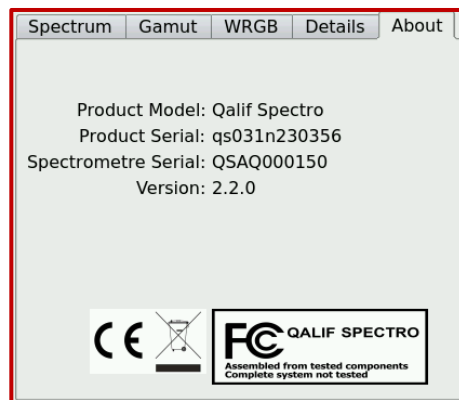 Spectrum Gamut WRGB Details About
Product Model: Qalif Spectro
Product Serial: qs031n230356
Spectrometre Serial: QSAQ000150
Version: 2.2.0
CE FC QALIF SPECTRO
Assembled from tested components
Complete system not tested